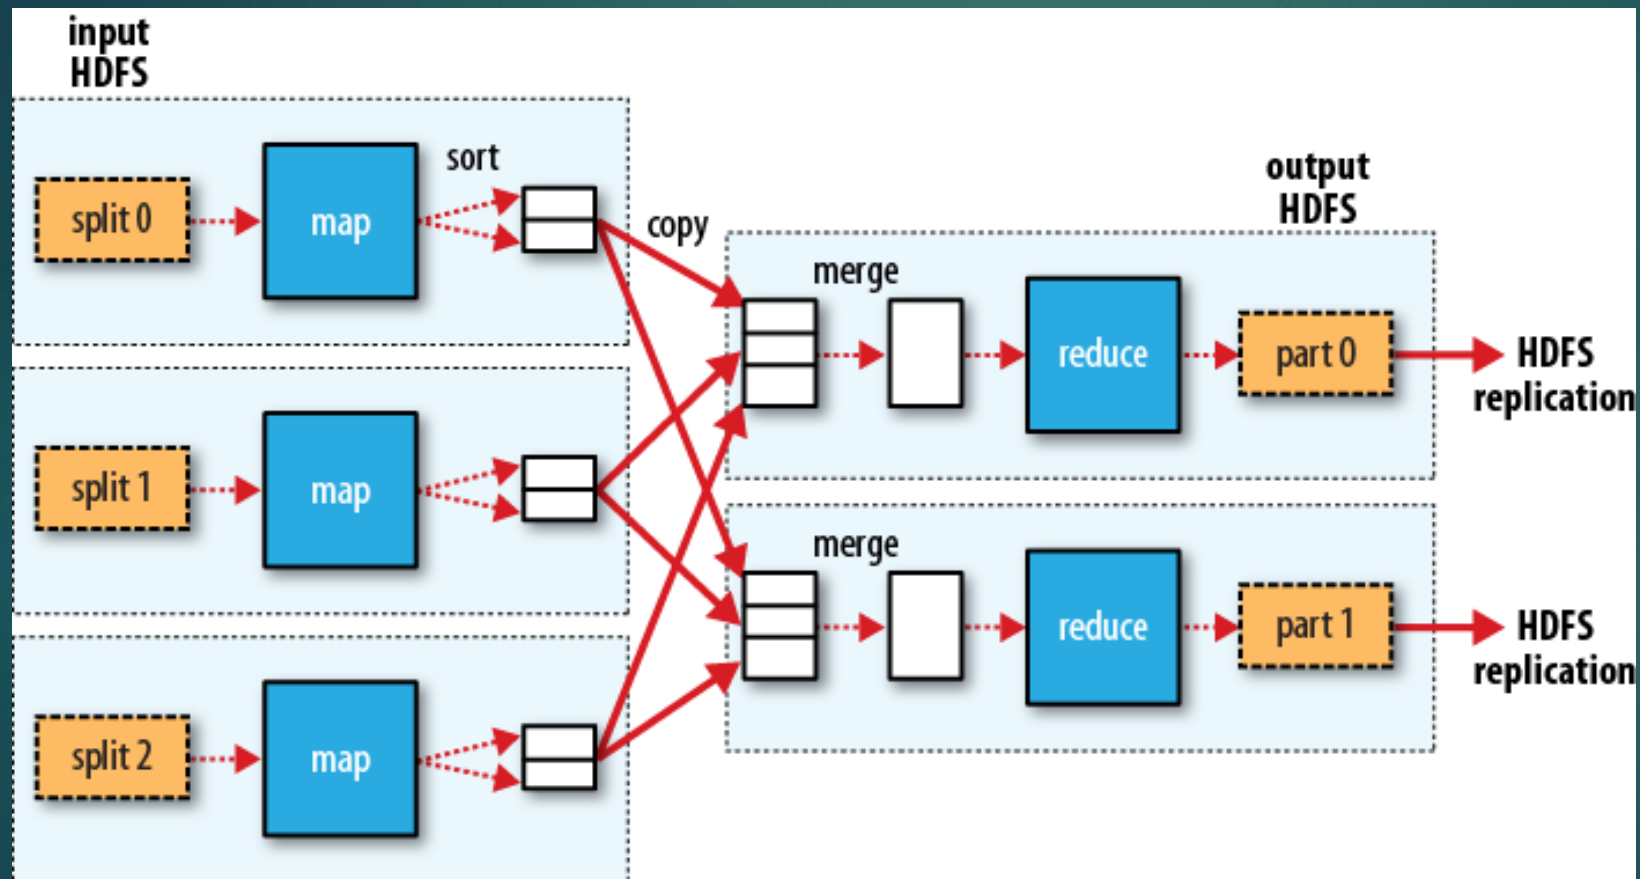 input
HDFS
split 0
map
sort
copy
split 1
map
split 2
map
output
HDFS
merge
reduce
part 0
HDFS
replication
merge
reduce
part 1
HDFS
replication